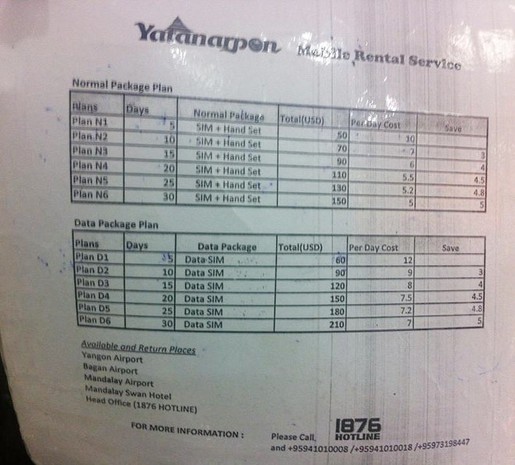 Yatanarpon Mobile Rental Service
Normal Package Plan
Plans Days Normal Package Total(USD) Per Day Cost Save
Plan N1 5 SIM + Hand Set 50 10
Plan N2 10 SIM + Hand Set 70 7 3
Plan N3 15 SIM + Hand Set 90 6 4
Plan N4 20 SIM + Hand Set 110 5.5 4.5
Plan N5 25 SIM + Hand Set 130 5.2 4.8
Plan N6 30 SIM + Hand Set 150 5 5
Data Package Plan
Plans Days Data Package Total(USD) Per Day Cost Save
Plan D1 5 Data SIM 60 12
Plan D2 10 Data SIM 90 9 3
Plan D3 15 Data SIM 120 8 4
Plan D4 20 Data SIM 150 7.5 4.5
Plan D5 25 Data SIM 180 7.2 4.8
Plan D6 30 Data SIM 210 7 5
Available and Return Places
Yangon Airport
Bagan Airport
Mandalay Airport
Mandalay Swan Hotel
Head Office (1876 HOTLINE)
FOR MORE INFORMATION : Please Call, 1876 HOTLINE
and +95941010008 /+95941010018 /+95973198447